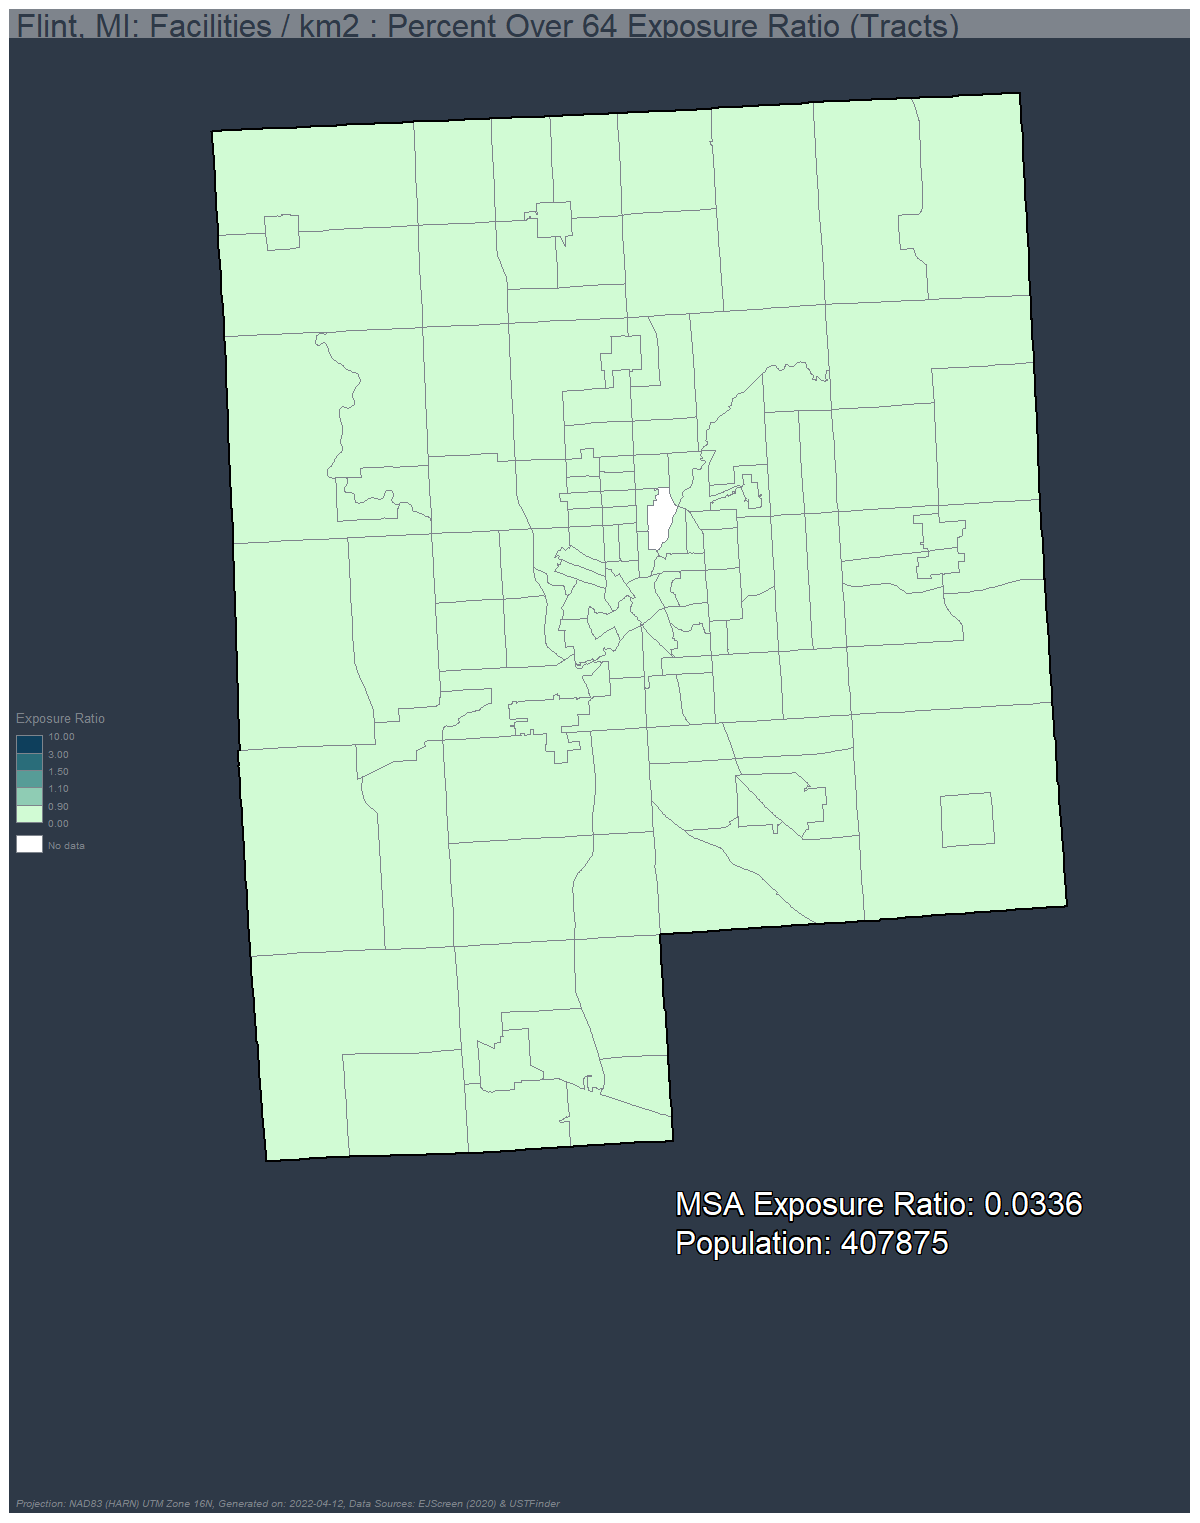 Flint, MI: Facilities / km2 : Percent Over 64 Exposure Ratio (Tracts)
Exposure Ratio
10.00
3.00
1.50
1.10
0.90
0.00
No data
MSA Exposure Ratio: 0.0336
Population: 407875
Projection: NAD83 (HARN) UTM Zone 16N, Generated on: 2022-04-12, Data Sources: EJScreen (2020) & USTFinder